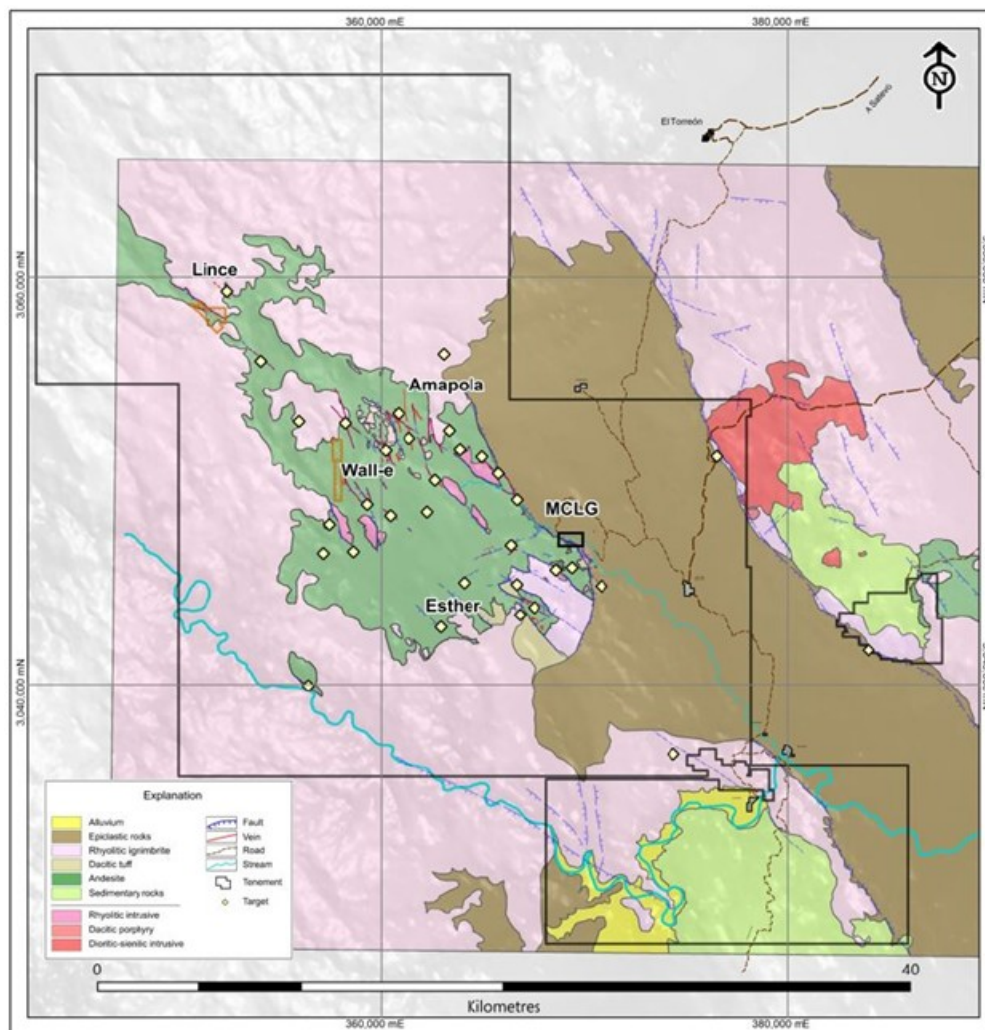 360,000 mE
380,000 mE
N
A Satevó
El Torreón
3,060,000 mN
Lince
Amapola
Wall-e
MCLG
Esther
3,040,000 mN
Explanation
Alluvium
Epiclastic rocks
Rhyolitic ignimbrite
Dacitic tuff
Andesite
Sedimentary rocks
Rhyolitic intrusive
Dacitic porphyry
Dioritic-sienilic intrusive
Fault
Vein
Road
Stream
Tenement
Target
0
40
Kilometres
360,000 mE
380,000 mE